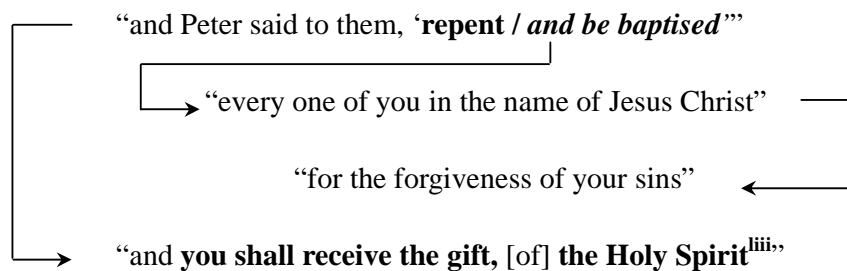 “and Peter said to them, ‘repent / and be baptised’”
“every one of you in the name of Jesus Christ”
“for the forgiveness of your sins”
“and you shall receive the gift, [of] the Holy Spiritliii”